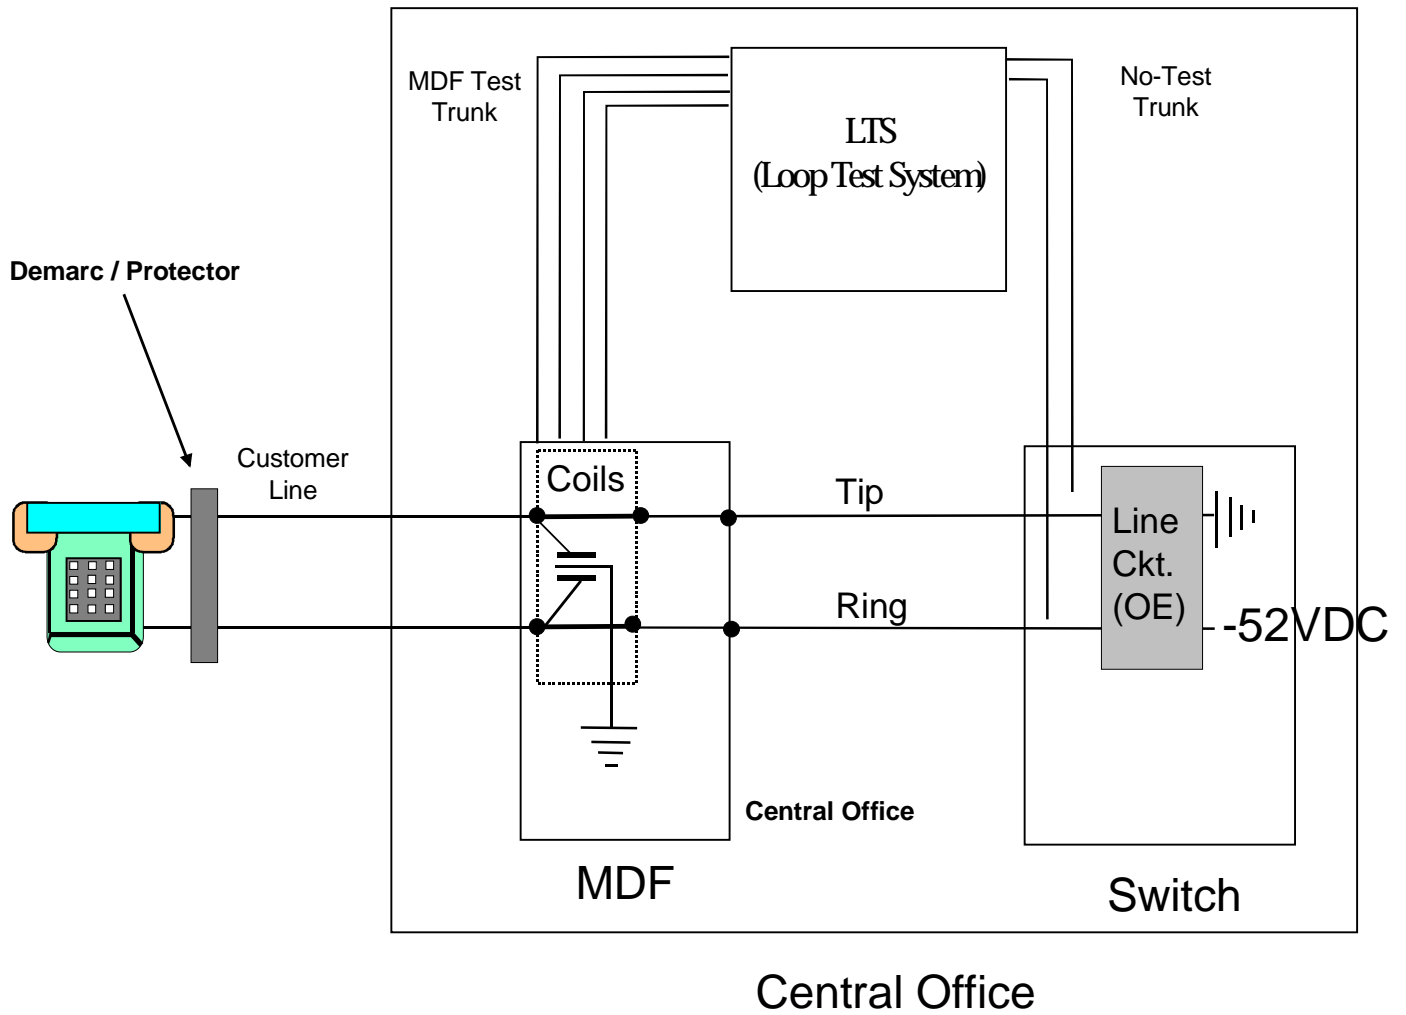 MDF Test
Trunk
LTS
(Loop Test System)
No-Test
Trunk
Demarc / Protector
Customer
Line
Coils
Tip
Line
Ckt.
(OE)
Ring
-52VDC
Central Office
MDF
Switch
Central Office